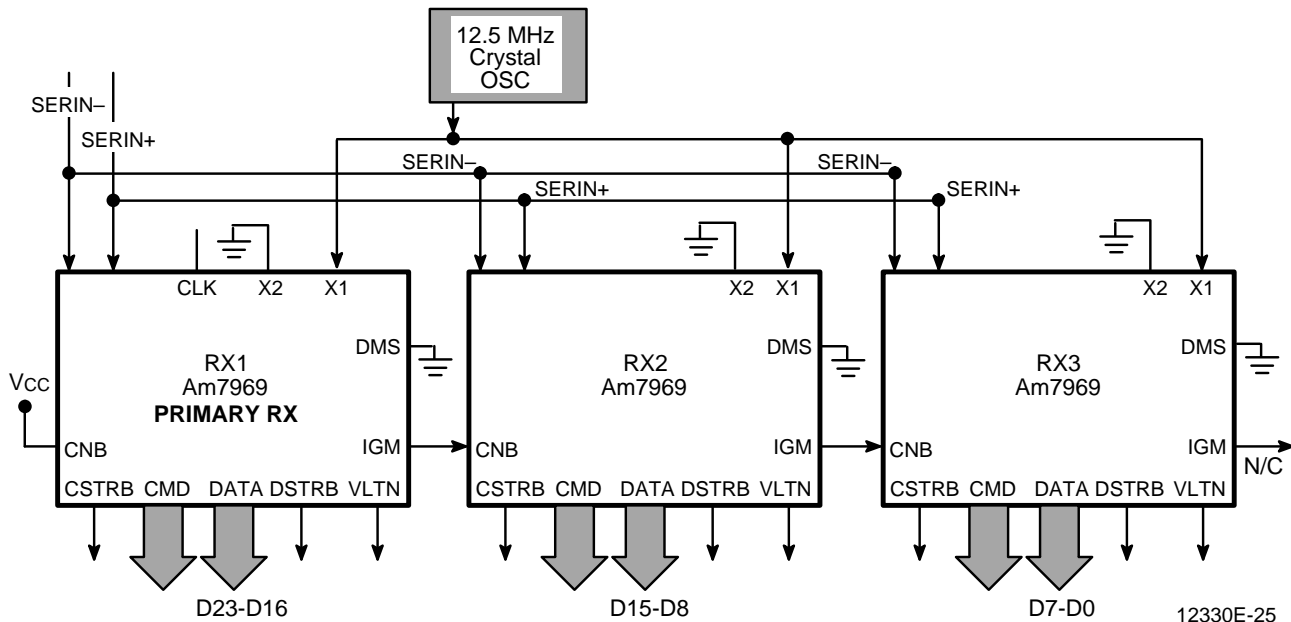 12.5 MHz
Crystal
OSC
SERIN–
SERIN+
SERIN–
SERIN+
SERIN–
SERIN+
CLK X2 X1
X2 X1
X2 X1
VCC
RX1
Am7969
PRIMARY RX
DMS
CNB
IGM
CSTRB CMD DATA DSTRB VLTN
RX2
Am7969
DMS
CNB
IGM
CSTRB CMD DATA DSTRB VLTN
RX3
Am7969
DMS
CNB
IGM
N/C
CSTRB CMD DATA DSTRB VLTN
D23-D16
D15-D8
D7-D0
12330E-25